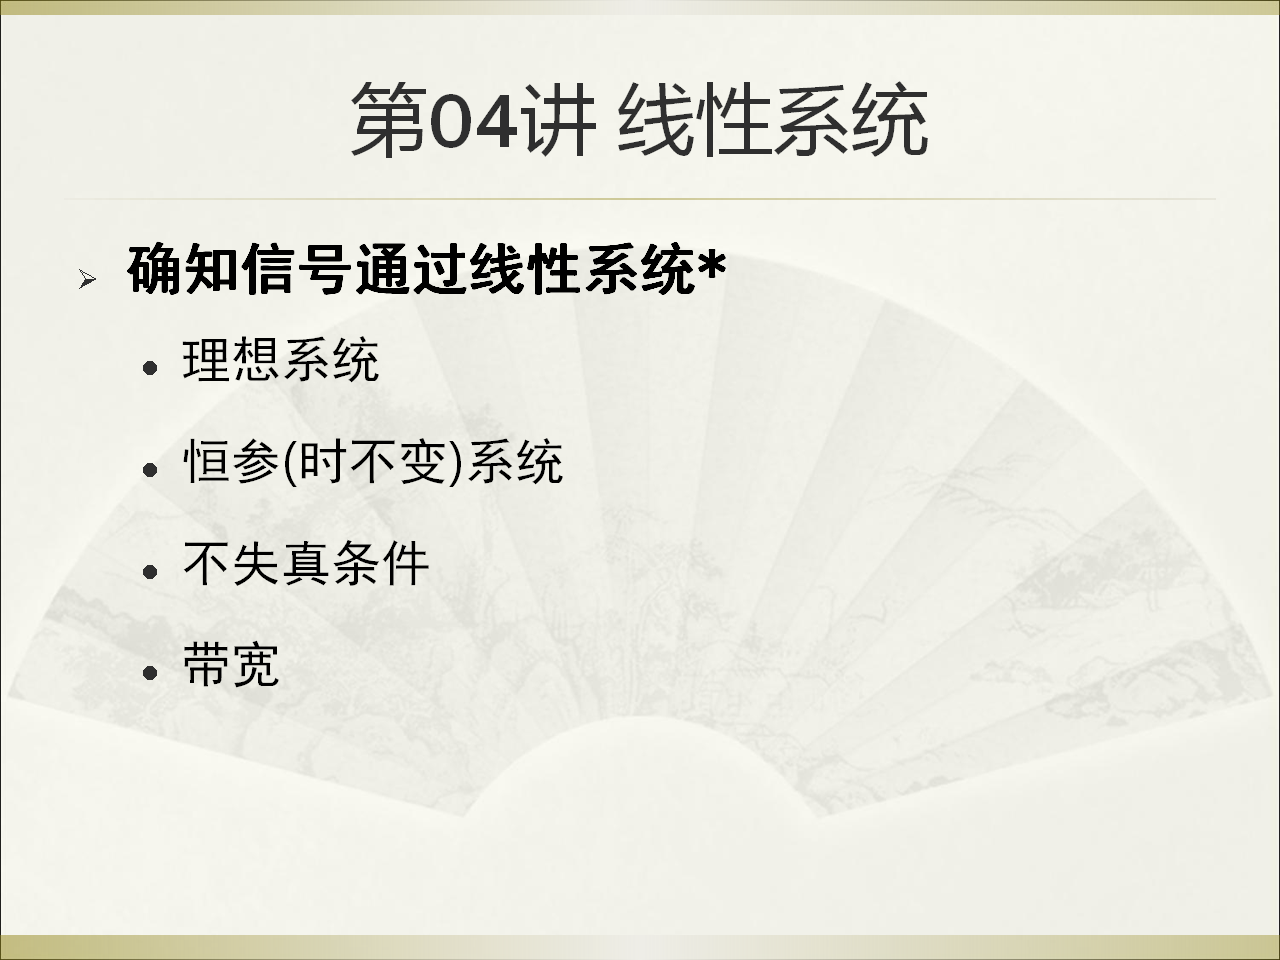 第04讲 线性系统
确知信号通过线性系统*
理想系统
恒参(时不变)系统
不失真条件
带宽